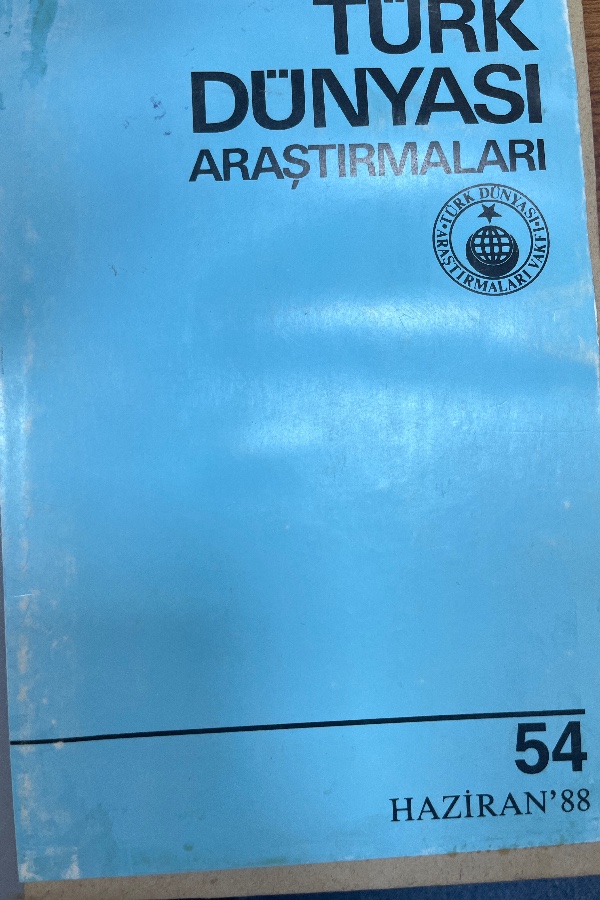 TÜRK
DÜNYASI
ARAŞTIRMALARI
TÜRK DÜNYASI
ARAŞTIRMALARI VAKFI
54
HAZİRAN'88